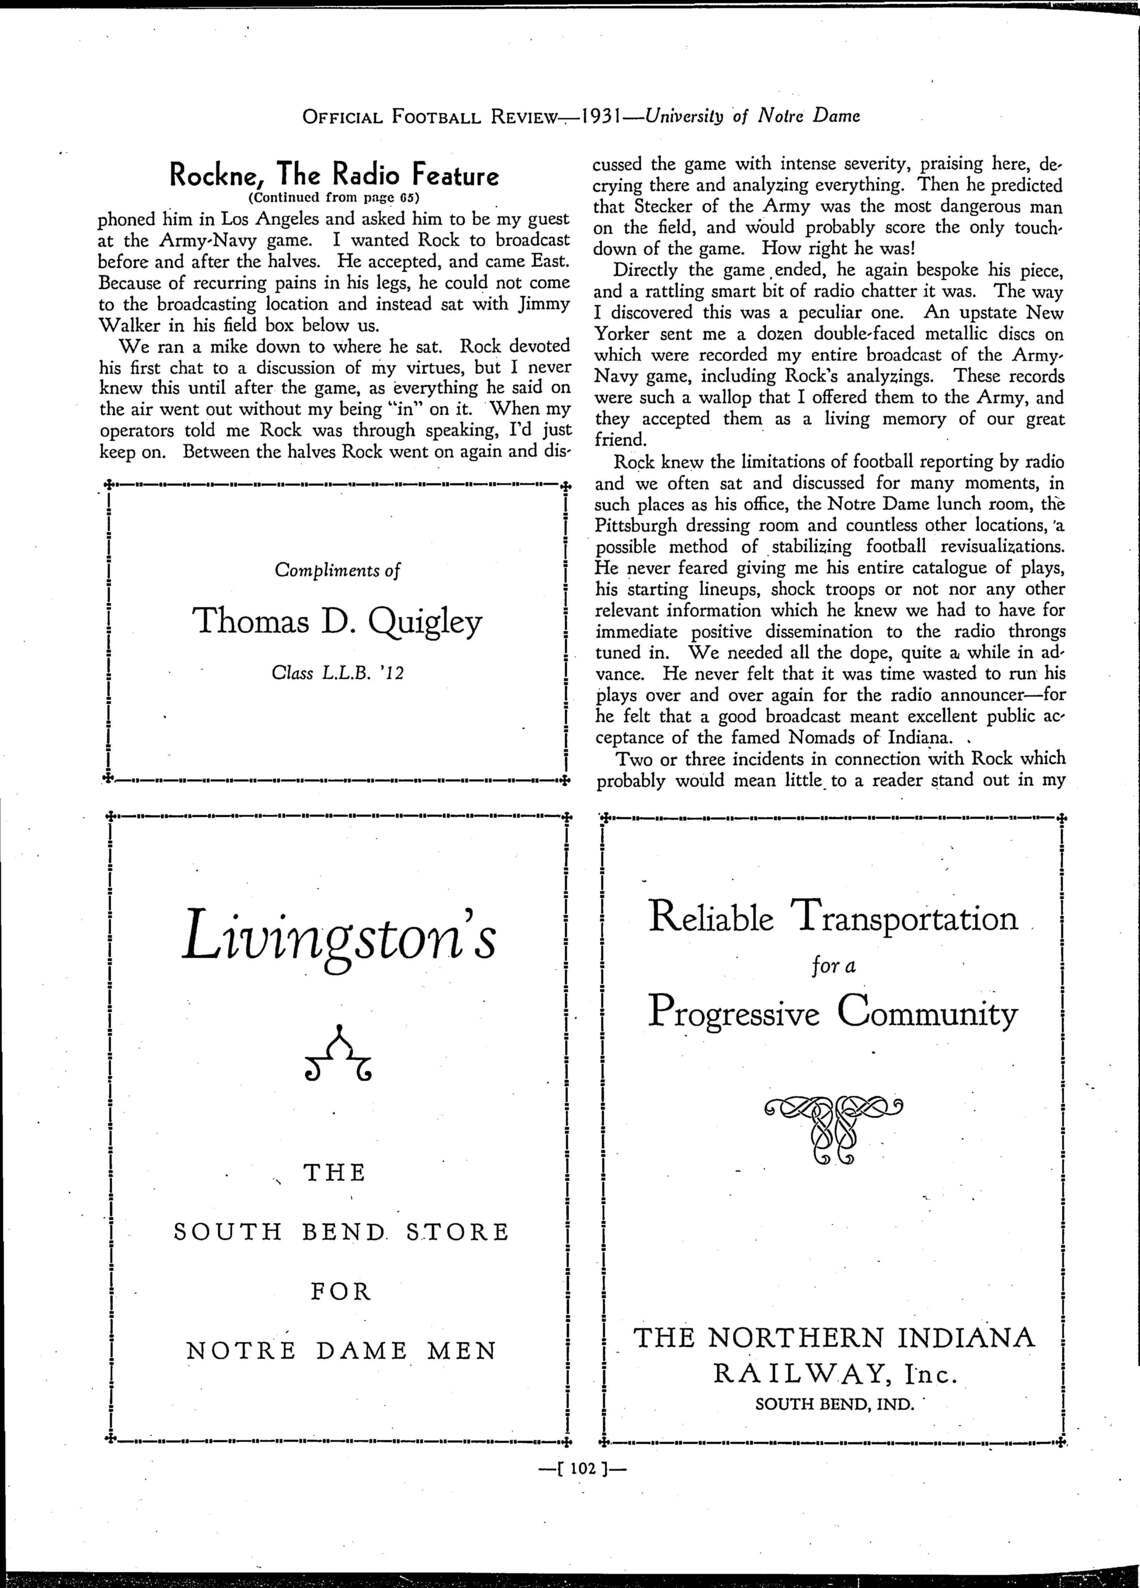 OFFICIAL FOOTBALL REVIEW—1931—University of Notre Dame
Rockne, The Radio Feature
(Continued from page 65)
phoned him in Los Angeles and asked him to be my guest
at the Army-Navy game. I wanted Rock to broadcast
before and after the halves. He accepted, and came East.
Because of recurring pains in his legs, he could not come
to the broadcasting location and instead sat with Jimmy
Walker in his field box below us.
We ran a mike down to where he sat. Rock devoted
his first chat to a discussion of my virtues, but I never
knew this until after the game, as everything he said on
the air went out without my being "in" on it. When my
operators told me Rock was through speaking, I'd just
keep on. Between the halves Rock went on again and dis-
cussed the game with intense severity, praising here, de-
crying there and analyzing everything. Then he predicted
that Stecker of the Army was the most dangerous man
on the field, and would probably score the only touch-
down of the game. How right he was!
Directly the game ended, he again bespoke his piece,
and a rattling smart bit of radio chatter it was. The way
I discovered this was a peculiar one. An upstate New
Yorker sent me a dozen double-faced metallic discs on
which were recorded my entire broadcast of the Army-
Navy game, including Rock's analyzings. These records
were such a wallop that I offered them to the Army, and
they accepted them as a living memory of our great
friend.
Rock knew the limitations of football reporting by radio
and we often sat and discussed for many moments, in
such places as his office, the Notre Dame lunch room, the
Pittsburgh dressing room and countless other locations, a
possible method of stabilizing football revisualizations.
He never feared giving me his entire catalogue of plays,
his starting lineups, shock troops or not nor any other
relevant information which he knew we had to have for
immediate positive dissemination to the radio throngs
tuned in. We needed all the dope, quite a while in ad-
vance. He never felt that it was time wasted to run his
plays over and over again for the radio announcer—for
he felt that a good broadcast meant excellent public ac-
ceptance of the famed Nomads of Indiana.
Two or three incidents in connection with Rock which
probably would mean little to a reader stand out in my
Compliments of
Thomas D. Quigley
Class L.L.B. '12
Livingston's
THE
SOUTH BEND STORE
FOR
NOTRE DAME MEN
Reliable Transportation
for a
Progressive Community
THE NORTHERN INDIANA
RAILWAY, Inc.
SOUTH BEND, IND.
—[ 102 ]—